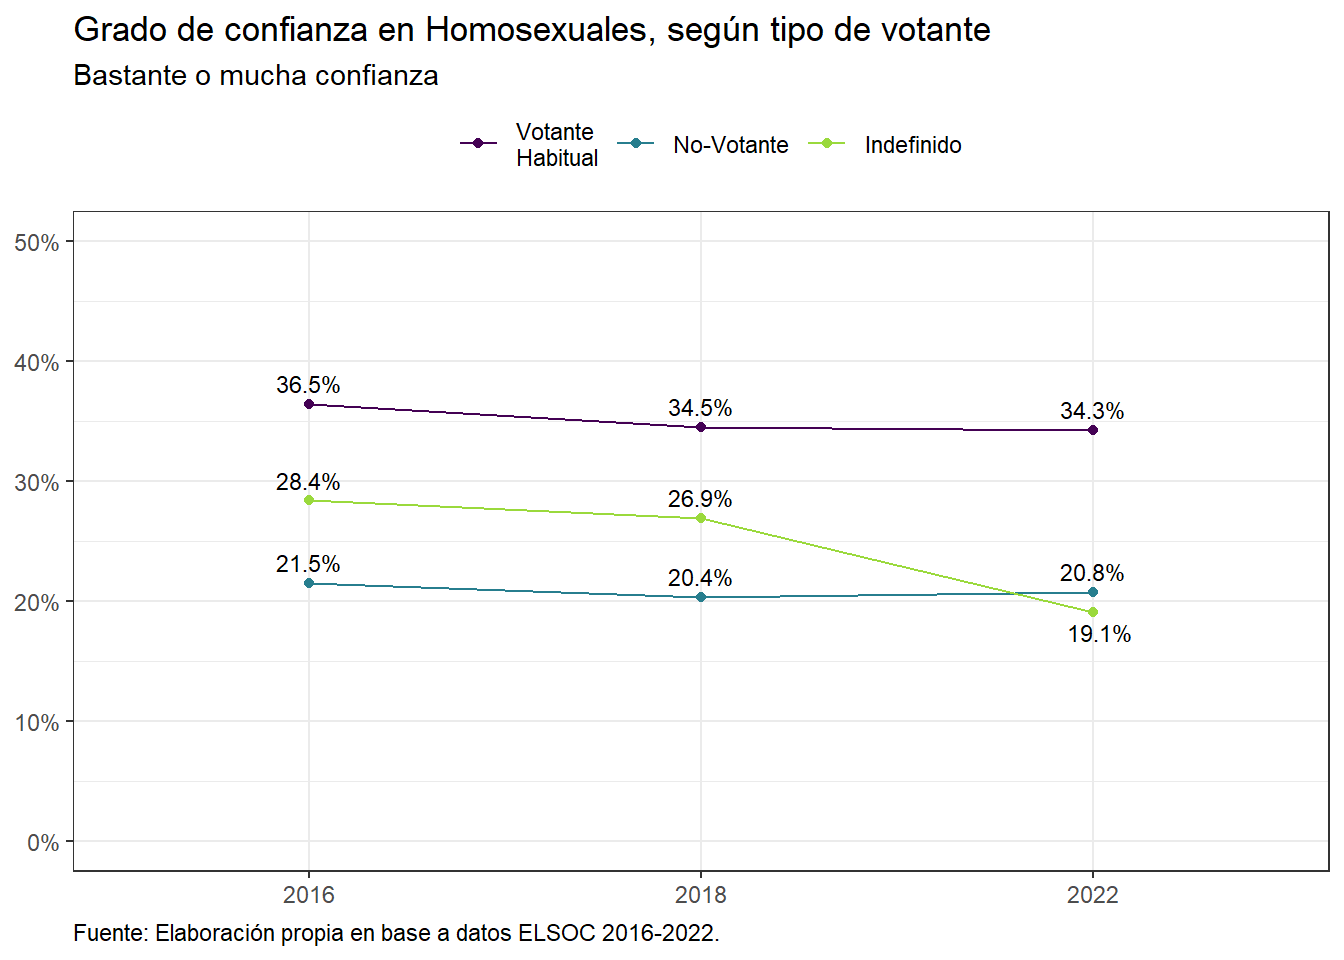 Grado de confianza en Homosexuales, según tipo de votante
Bastante o mucha confianza
Votante
Habitual
No-Votante
Indefinido
50%
40%
30%
20%
10%
0%
36.5%
34.5%
34.3%
28.4%
26.9%
21.5%
20.4%
20.8%
19.1%
2016
2018
2022
Fuente: Elaboración propia en base a datos ELSOC 2016-2022.